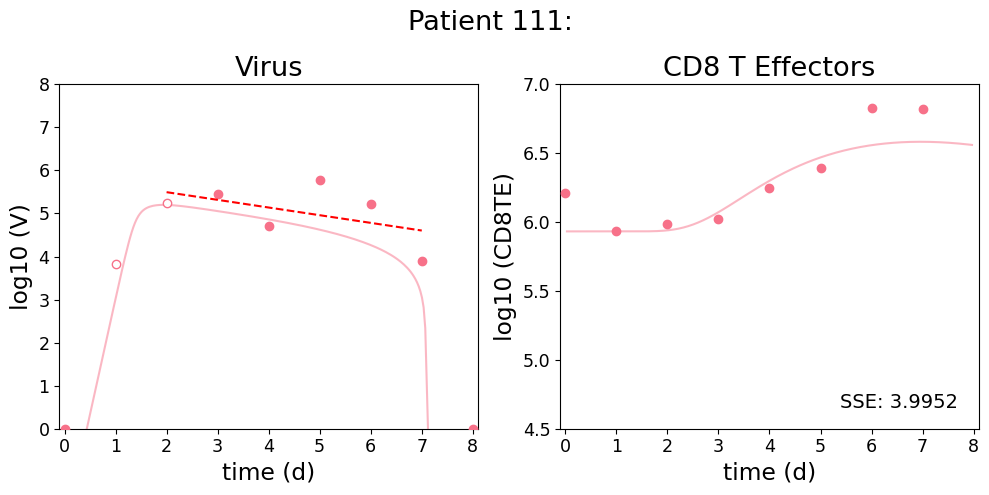 Patient 111:
Virus
log10 (V)
8
7
6
5
4
3
2
1
0
0 1 2 3 4 5 6 7 8
time (d)
CD8 T Effectors
log10 (CD8TE)
7.0
6.5
6.0
5.5
5.0
4.5
SSE: 3.9952
0 1 2 3 4 5 6 7 8
time (d)